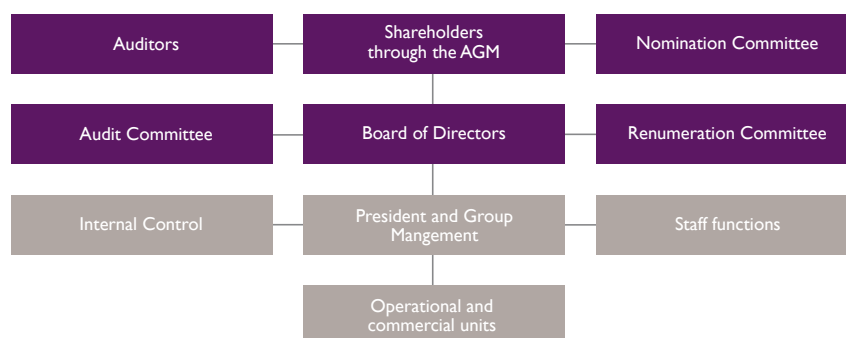 Auditors
Shareholders
through the AGM
Nomination Committee
Audit Committee
Board of Directors
Renumeration Committee
Internal Control
President and Group
Mangement
Staff functions
Operational and
commercial units